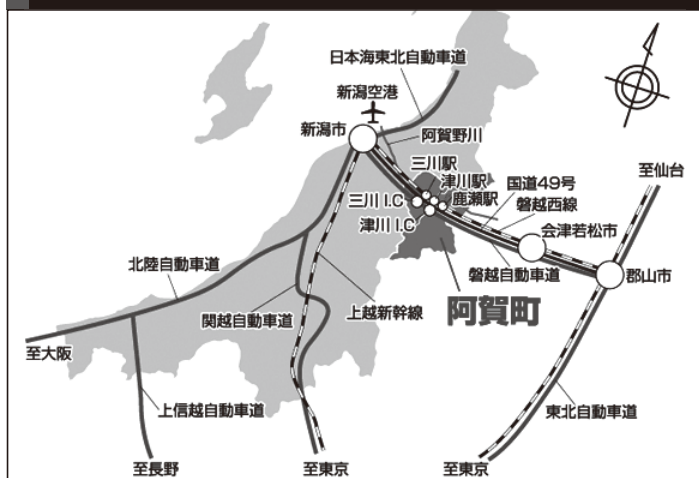 日本海東北自動車道
新潟空港
新潟市
阿賀野川
三川駅
津川駅
鹿瀬駅
三川 I.C
津川 I.C
国道49号
磐越西線
至仙台
会津若松市
磐越自動車道
郡山市
阿賀町
北陸自動車道
関越自動車道
上越新幹線
至大阪
上信越自動車道
東北自動車道
至長野
至東京
至東京